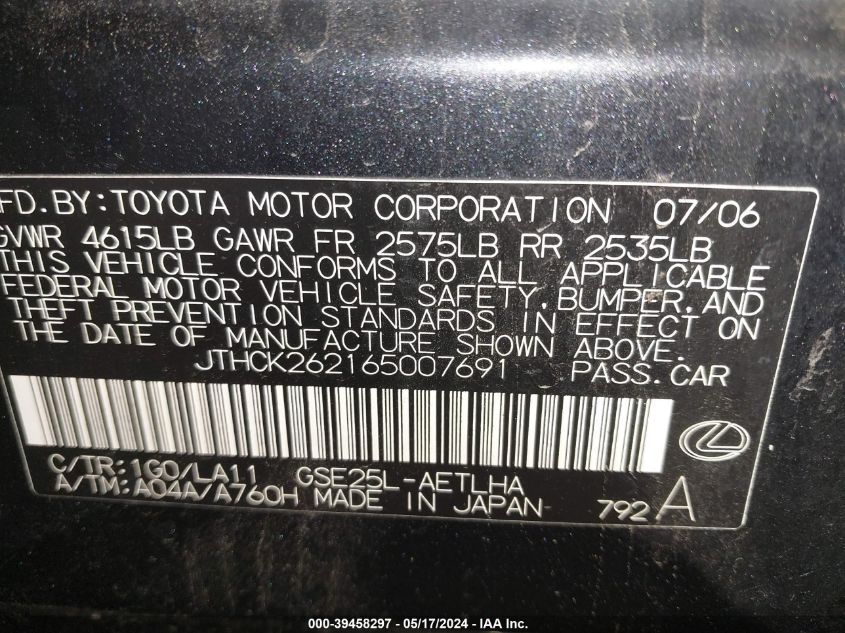 FD.BY:TOYOTA MOTOR CORPORATION 07/06
GVWR 4615LB GAWR FR 2575LB RR 2535LB
THIS VEHICLE CONFORMS TO ALL APPLICABLE
FEDERAL MOTOR VEHICLE SAFETY,BUMPER,AND
THEFT PREVENTION STANDARDS IN EFFECT ON
THE DATE OF MANUFACTURE SHOWN ABOVE.
JTHCK262165007691 PASS.CAR
C/TR:1G0/LA11 GSE25L-AETLHA
A/TM:A04A/A760H MADE IN JAPAN 792 A
000-39458297 - 05/17/2024 - IAA Inc.